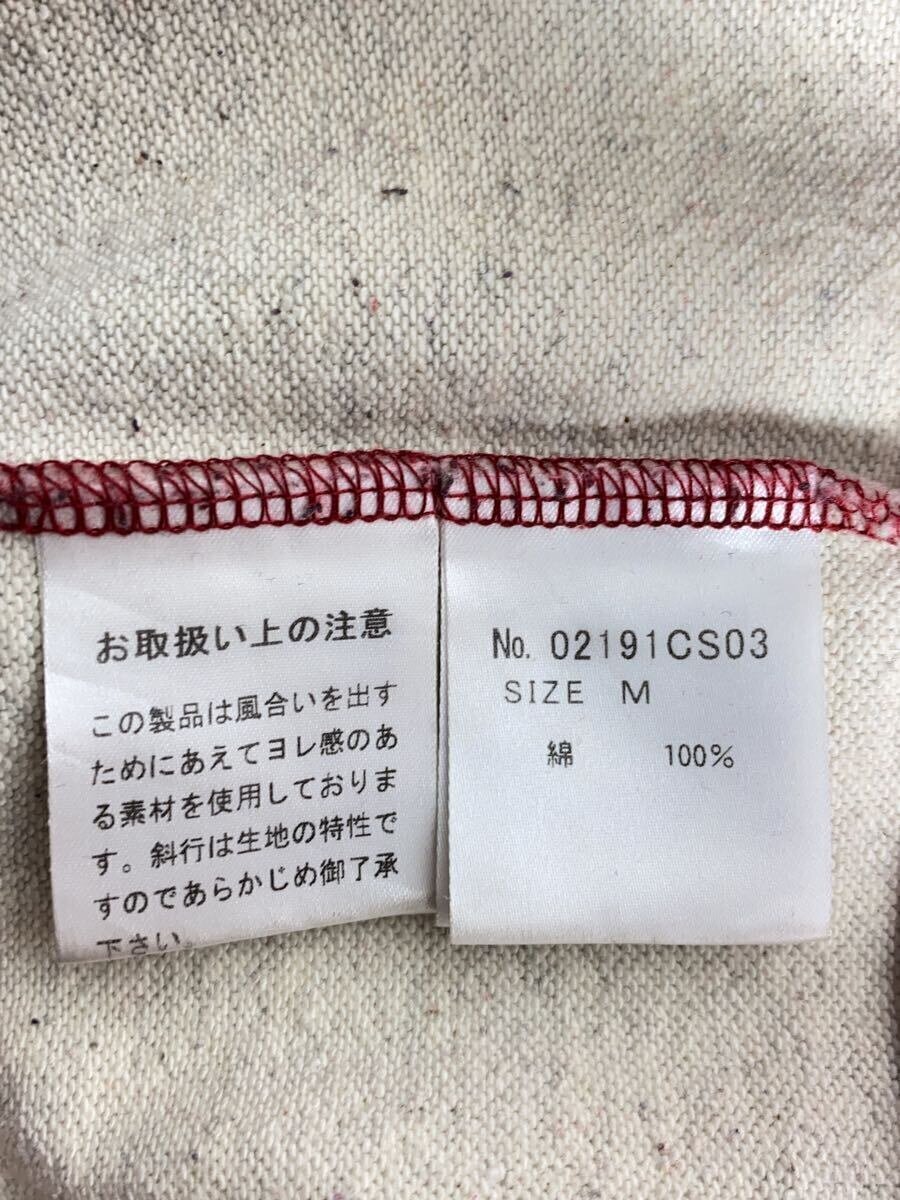 お取扱い上の注意
この製品は風合いを出す
ためにあえてヨレ感のあ
る素材を使用しておりま
す。斜行は生地の特性で
すのであらかじめ御了承
下さい。
No. 02191CS03
SIZE M
綿 100%